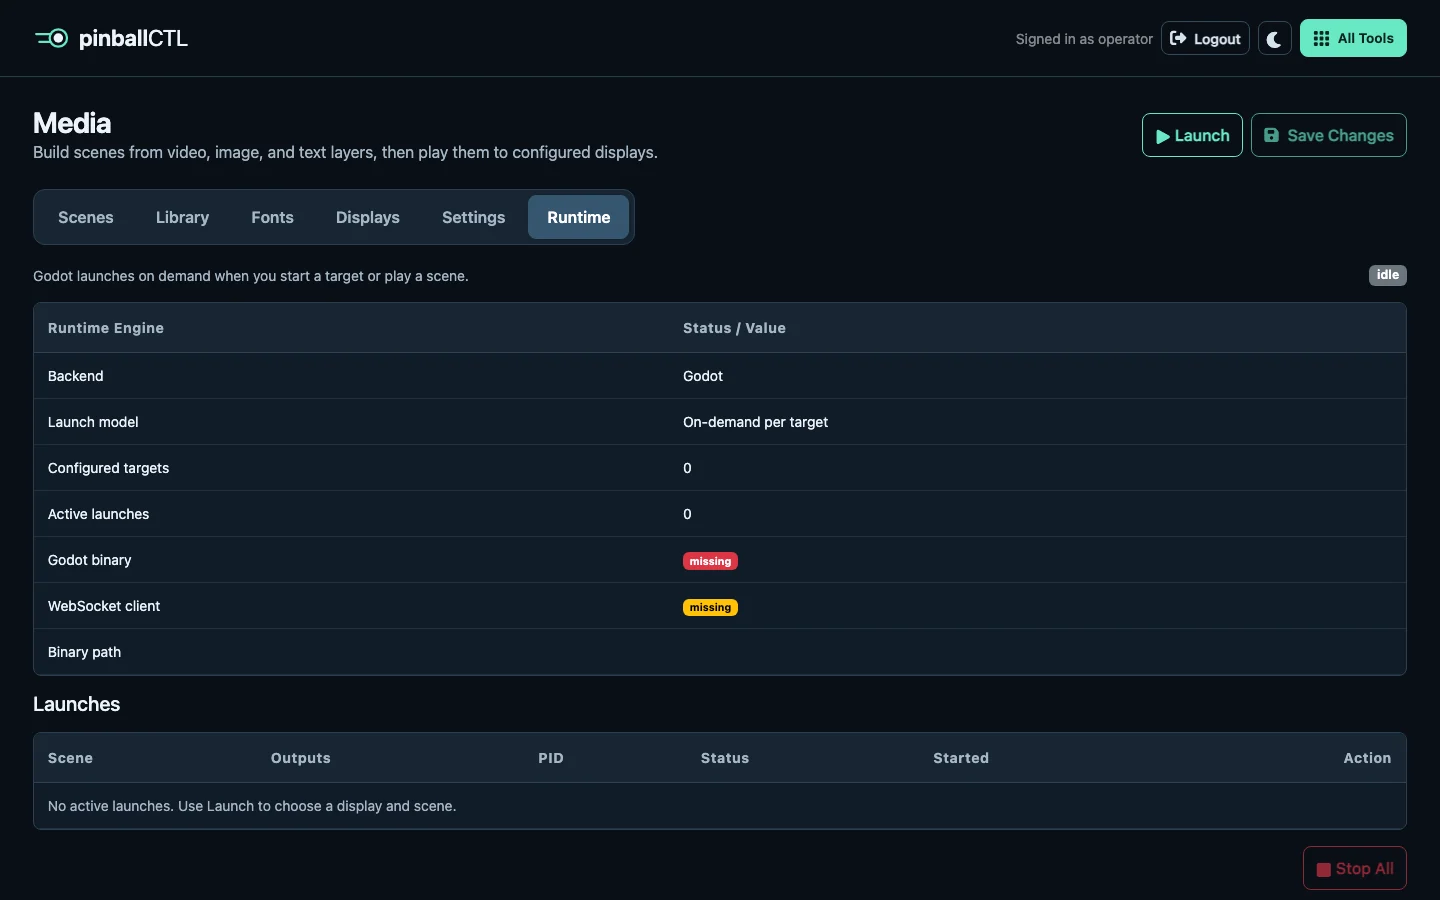 pinballCTL
Signed in as operator
Logout
All Tools
Media
Build scenes from video, image, and text layers, then play them to configured displays.
Launch
Save Changes
Scenes
Library
Fonts
Displays
Settings
Runtime
Godot launches on demand when you start a target or play a scene.
idle
Runtime Engine
Status / Value
Backend
Godot
Launch model
On-demand per target
Configured targets
0
Active launches
0
Godot binary
missing
WebSocket client
missing
Binary path
Launches
Scene
Outputs
PID
Status
Started
Action
No active launches. Use Launch to choose a display and scene.
Stop All